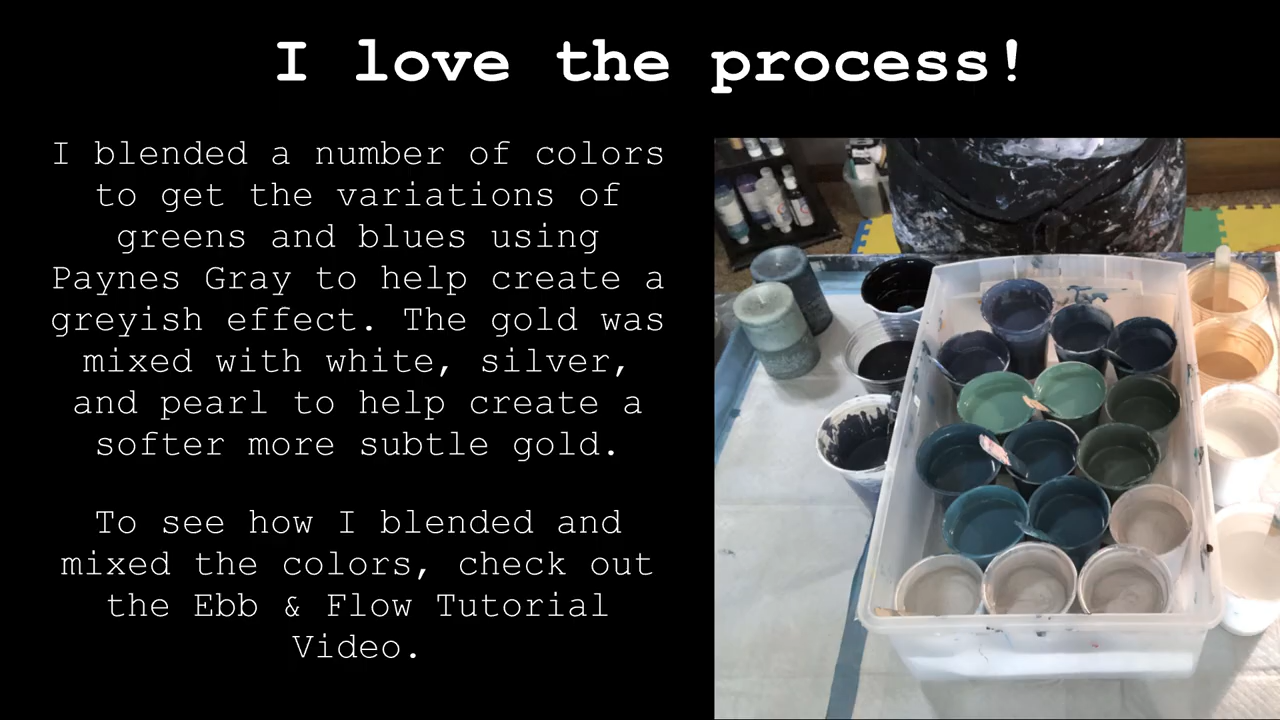 I love the process!
I blended a number of colors
to get the variations of
greens and blues using
Paynes Gray to help create a
greyish effect. The gold was
mixed with white, silver,
and pearl to help create a
softer more subtle gold.
To see how I blended and
mixed the colors, check out
the Ebb & Flow Tutorial
Video.